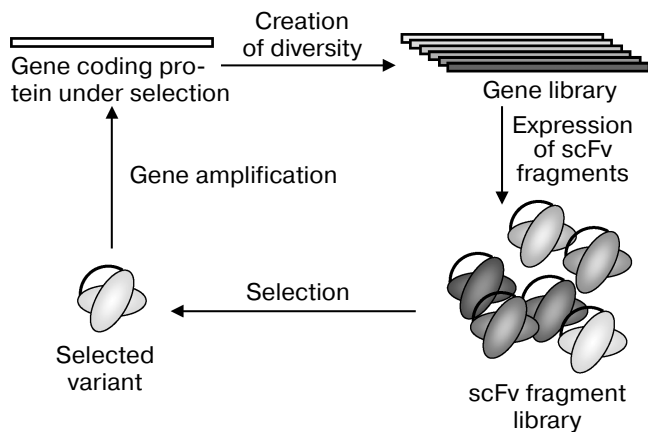 Creation
of diversity
Gene coding pro-
tein under selection
Gene library
Expression
of scFv
fragments
Gene amplification
Selection
Selected
variant
scFv fragment
library